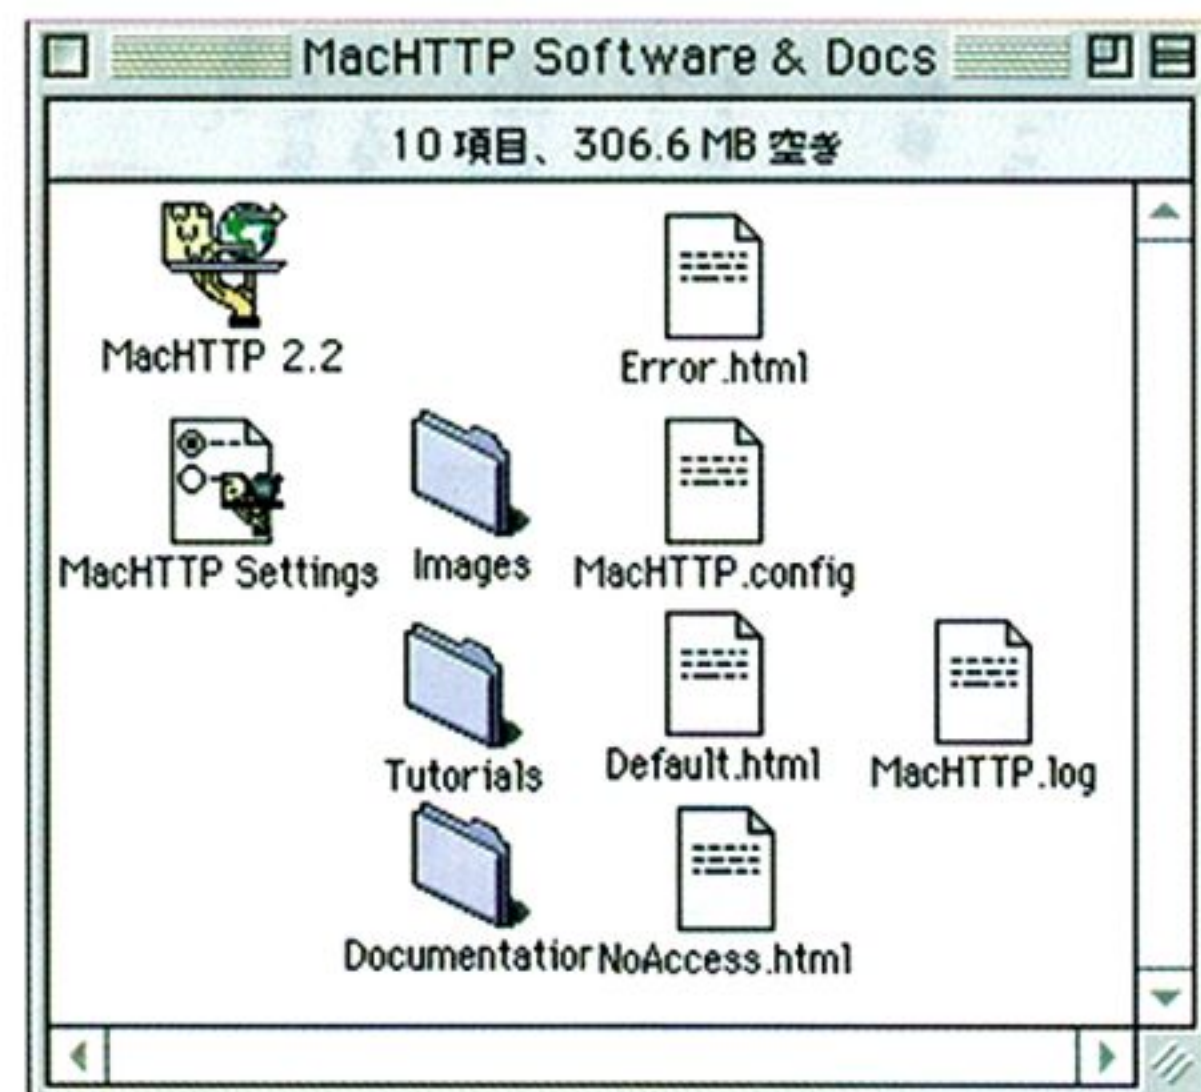 MacHTTP Software & Docs
10 項目、306.6 MB 空き
MacHTTP 2.2
Error.html
MacHTTP Settings
Images
MacHTTP.config
Tutorials
Default.html
MacHTTP.log
Documentation
NoAccess.html